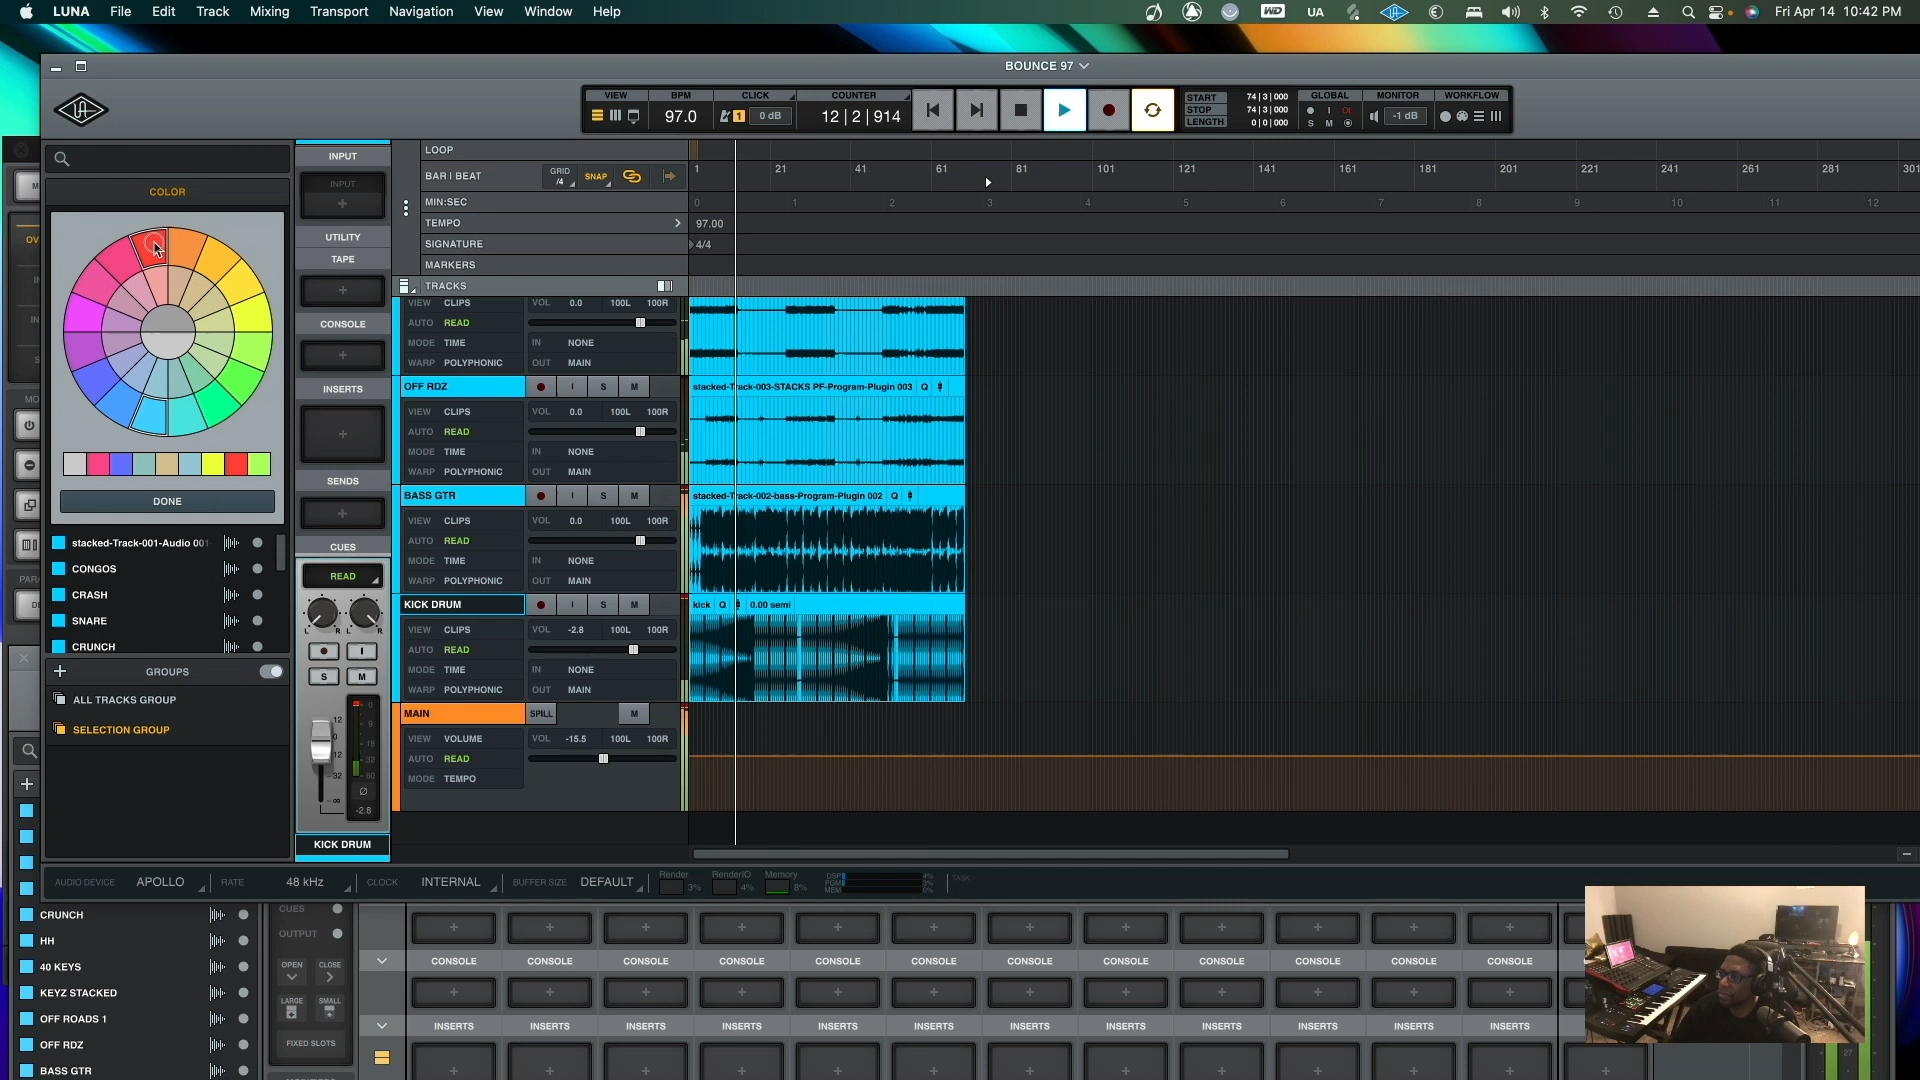 LUNA File Edit Track Mixing Transport Navigation View Window Help
WD UA Fri Apr 14 10:42 PM
BOUNCE 97
VIEW BPM CLICK COUNTER
97.0 1 0 dB 12 | 2 | 914
START 74 | 3 | 000
STOP 74 | 3 | 000
LENGTH 0 | 0 | 000
GLOBAL MONITOR WORKFLOW
I OL
S M
-1 dB
COLOR
DONE
stacked-Track-001-Audio 001
CONGOS
CRASH
SNARE
CRUNCH
GROUPS
ALL TRACKS GROUP
SELECTION GROUP
INPUT
INPUT
UTILITY
TAPE
CONSOLE
INSERTS
SENDS
CUES
READ
L R L R
I
S M
12 0
0 9
12 18
32 32
∞ 60
-2.8
KICK DRUM
LOOP
BAR | BEAT GRID /4 SNAP
1 21 41 61 81 101 121 141 161 181 201 221 241 261 281 301
MIN:SEC 0 1 2 3 4 5 6 7 8 9 10 11 12
TEMPO 97.00
SIGNATURE 4/4
MARKERS
TRACKS
VIEW CLIPS VOL 0.0 100L 100R
AUTO READ
MODE TIME IN NONE
WARP POLYPHONIC OUT MAIN
OFF RDZ I S M stacked-Track-003-STACKS PF-Program-Plugin 003 Q
VIEW CLIPS VOL 0.0 100L 100R
AUTO READ
MODE TIME IN NONE
WARP POLYPHONIC OUT MAIN
BASS GTR I S M stacked-Track-002-bass-Program-Plugin 002 Q
VIEW CLIPS VOL 0.0 100L 100R
AUTO READ
MODE TIME IN NONE
WARP POLYPHONIC OUT MAIN
KICK DRUM I S M kick Q 0.00 semi
VIEW CLIPS VOL -2.8 100L 100R
AUTO READ
MODE TIME IN NONE
WARP POLYPHONIC OUT MAIN
MAIN SPILL M
VIEW VOLUME VOL -15.5 100L 100R
AUTO READ
MODE TEMPO
AUDIO DEVICE APOLLO RATE 48 kHz CLOCK INTERNAL BUFFER SIZE DEFAULT
Render 3% RenderIO 4% Memory 8%
DSP 4%
PGM 3%
MEM 0%
TASK
CRUNCH
HH
40 KEYS
KEYZ STACKED
OFF ROADS 1
OFF RDZ
BASS GTR
CUES
OUTPUT
OPEN CLOSE
LARGE SMALL
FIXED SLOTS
CONSOLE CONSOLE CONSOLE CONSOLE CONSOLE CONSOLE CONSOLE CONSOLE CONSOLE CONSOLE CONSOLE CONSOLE
INSERTS INSERTS INSERTS INSERTS INSERTS INSERTS INSERTS INSERTS INSERTS INSERTS INSERTS INSERTS
27